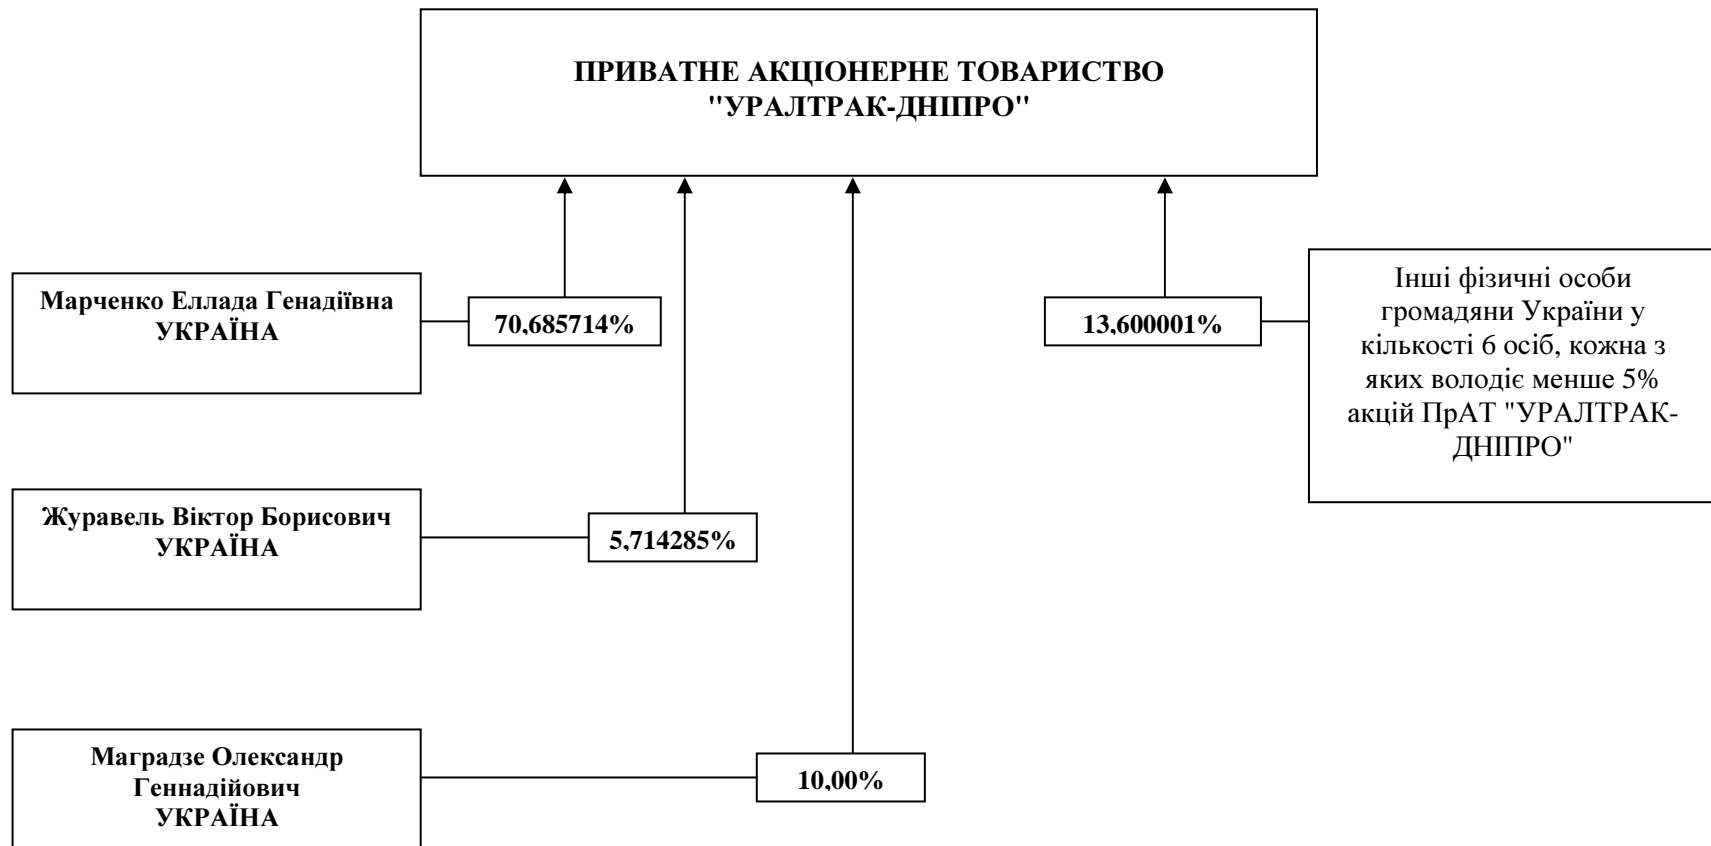 ПРИВАТНЕ АКЦІОНЕРНЕ ТОВАРИСТВО
"УРАЛТРАК-ДНІПРО"
Марченко Еллада Генадіївна
УКРАЇНА
70,685714%
13,600001%
Інші фізичні особи
громадяни України у
кількості 6 осіб, кожна з
яких володіє менше 5%
акцій ПрАТ "УРАЛТРАК-
ДНІПРО"
Журавель Віктор Борисович
УКРАЇНА
5,714285%
Маградзе Олександр
Геннадійович
УКРАЇНА
10,00%